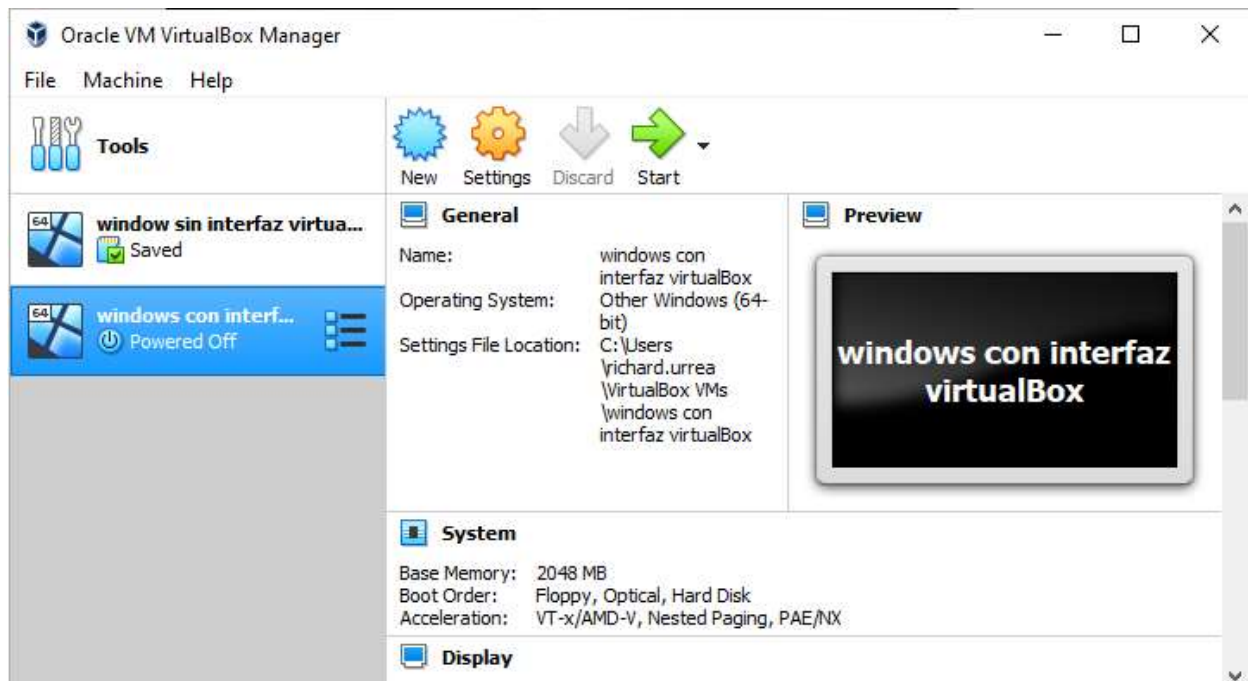 Oracle VM VirtualBox Manager
File Machine Help
Tools
New Settings Discard Start
64
window sin interfaz virtua...
Saved
64
windows con interf...
Powered Off
General
Name: windows con
interfaz virtualBox
Operating System: Other Windows (64-
bit)
Settings File Location: C:\Users
\richard.urrea
\VirtualBox VMs
\windows con
interfaz virtualBox
Preview
windows con interfaz
virtualBox
System
Base Memory: 2048 MB
Boot Order: Floppy, Optical, Hard Disk
Acceleration: VT-x/AMD-V, Nested Paging, PAE/NX
Display